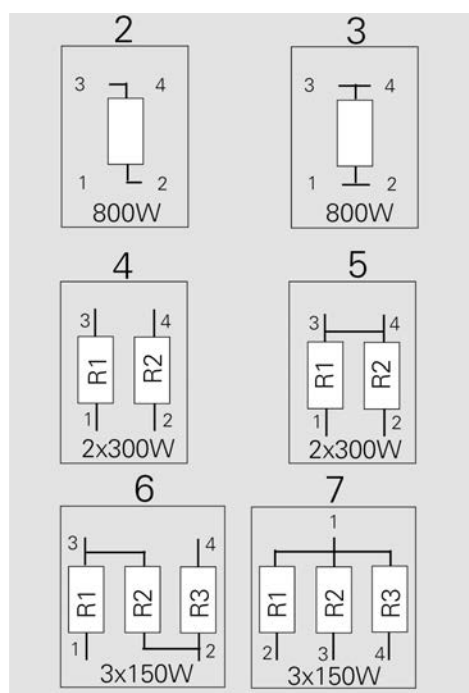 2 3
3 4 3 4
1 2 1 2
800W 800W
4 5
3 4 3 4
R1 R2 R1 R2
1 2 1 2
2x300W 2x300W
6 7
3 4 1
R1 R2 R3 R1 R2 R3
1 2 2 3 4
3x150W 3x150W